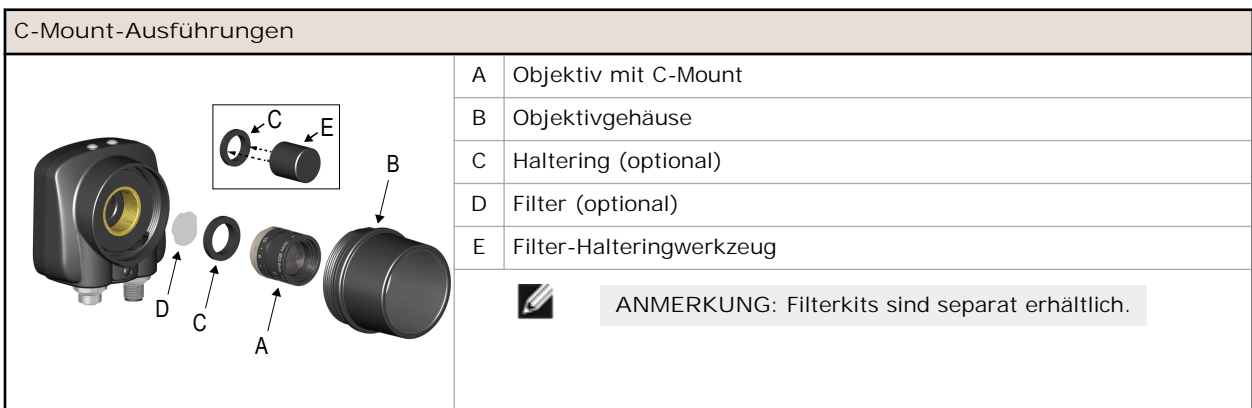 C-Mount-Ausführungen
C
E
B
D
C
A
A Objektiv mit C-Mount
B Objektivgehäuse
C Haltering (optional)
D Filter (optional)
E Filter-Halteringwerkzeug
ANMERKUNG: Filterkits sind separat erhältlich.